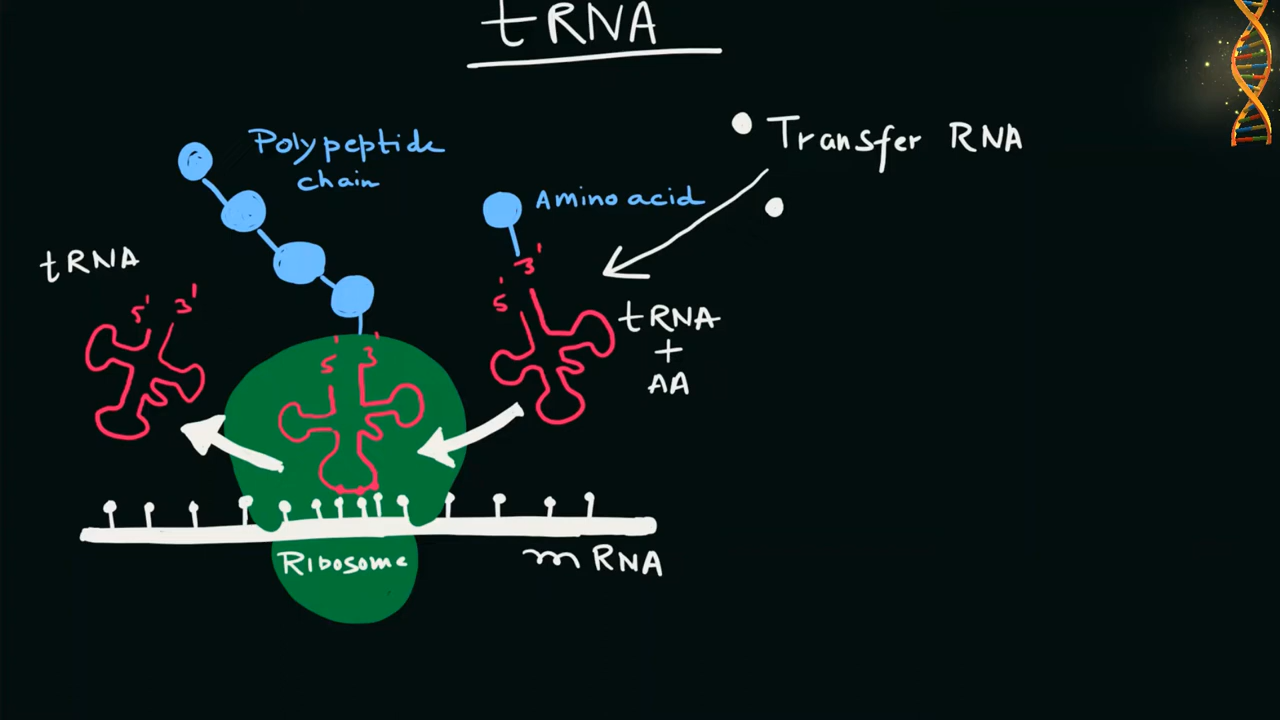 tRNA
Transfer RNA
Polypeptide
chain
Amino acid
tRNA
5' 3'
3'
5'
tRNA
+
AA
5' 3'
Ribosome
mRNA